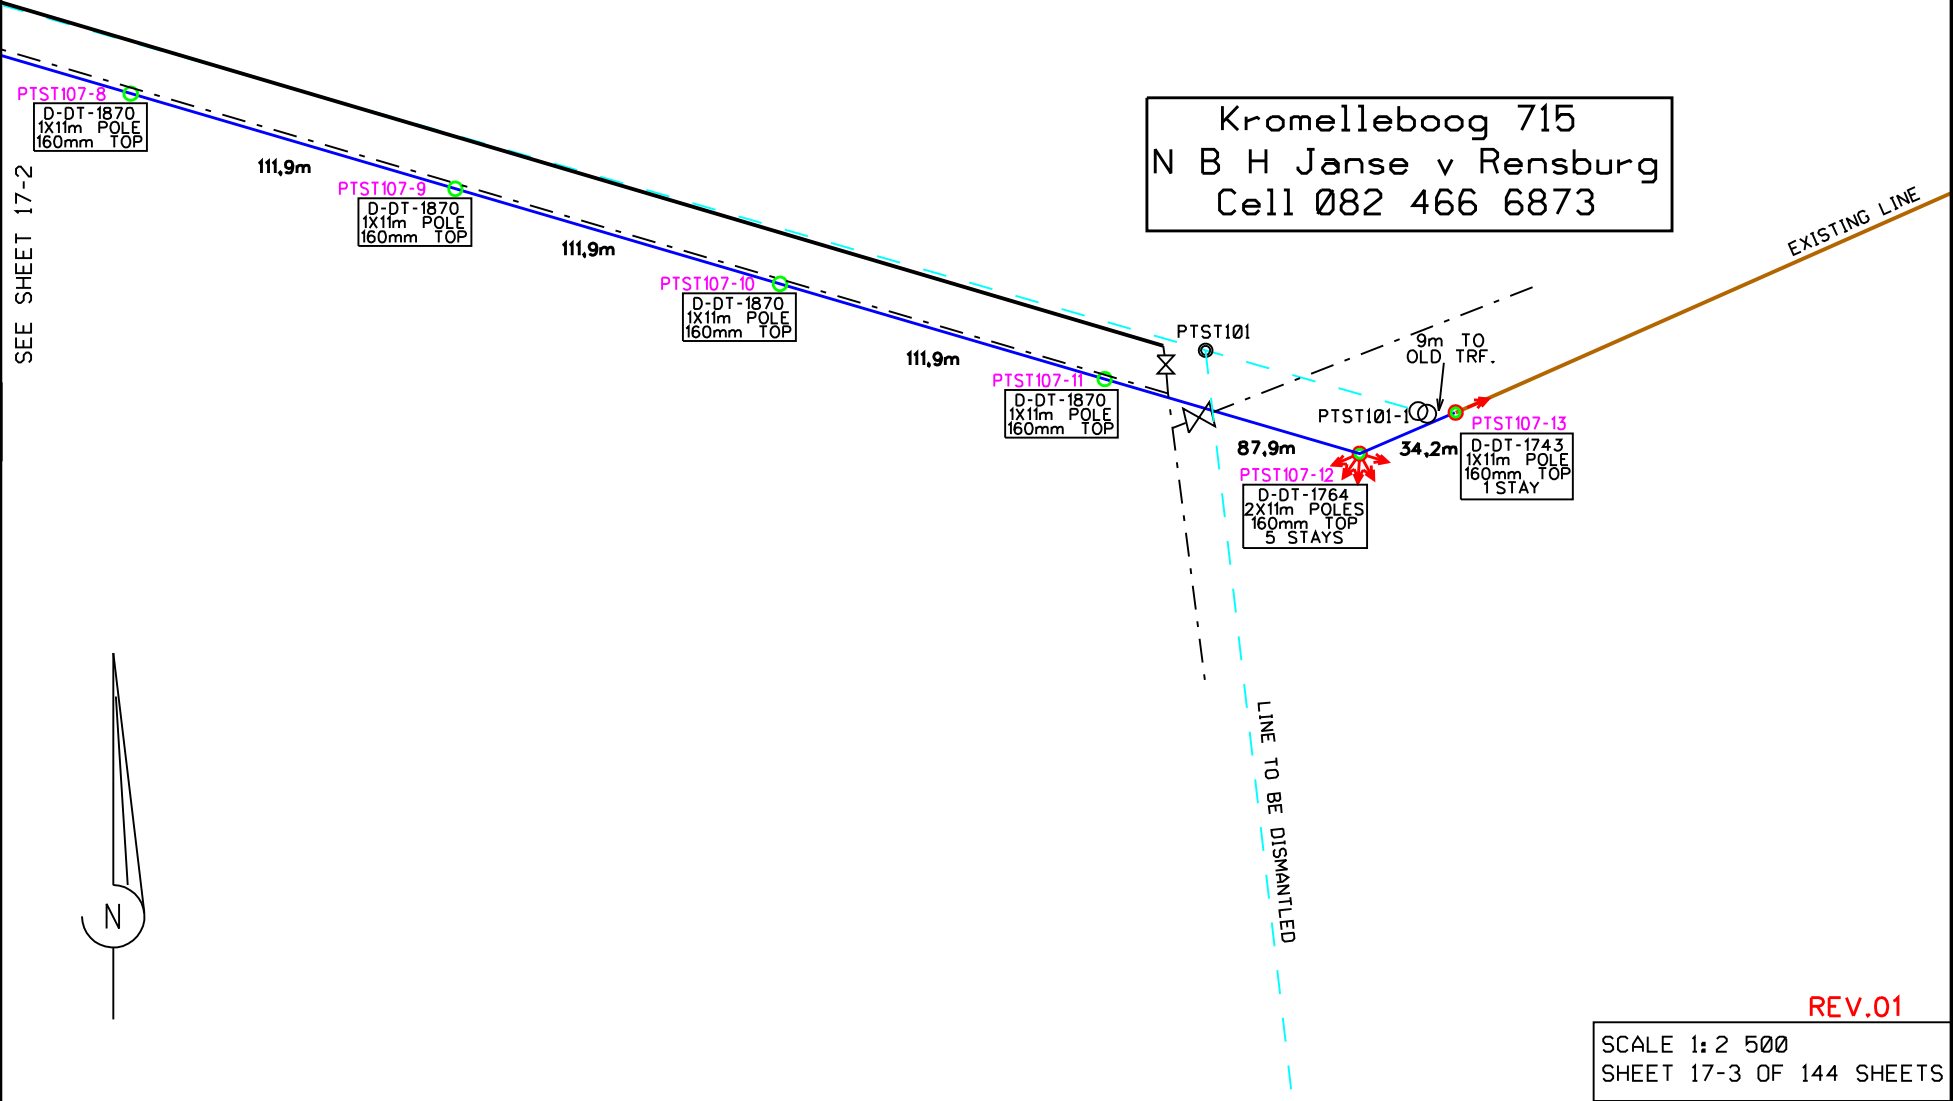 PTST107-8
D-DT-1870
1X11m POLE
160mm TOP
SEE SHEET 17-2
111,9m
PTST107-9
D-DT-1870
1X11m POLE
160mm TOP
111,9m
PTST107-10
D-DT-1870
1X11m POLE
160mm TOP
111,9m
PTST107-11
D-DT-1870
1X11m POLE
160mm TOP
Kromelleboog 715
N B H Janse v Rensburg
Cell 082 466 6873
EXISTING LINE
PTST101
9m TO
OLD TRF.
PTST101-1
87,9m
34,2m
PTST107-12
D-DT-1764
2X11m POLES
160mm TOP
5 STAYS
PTST107-13
D-DT-1743
1X11m POLE
160mm TOP
1 STAY
LINE TO BE DISMANTLED
N
REV.01
SCALE 1:2 500
SHEET 17-3 OF 144 SHEETS